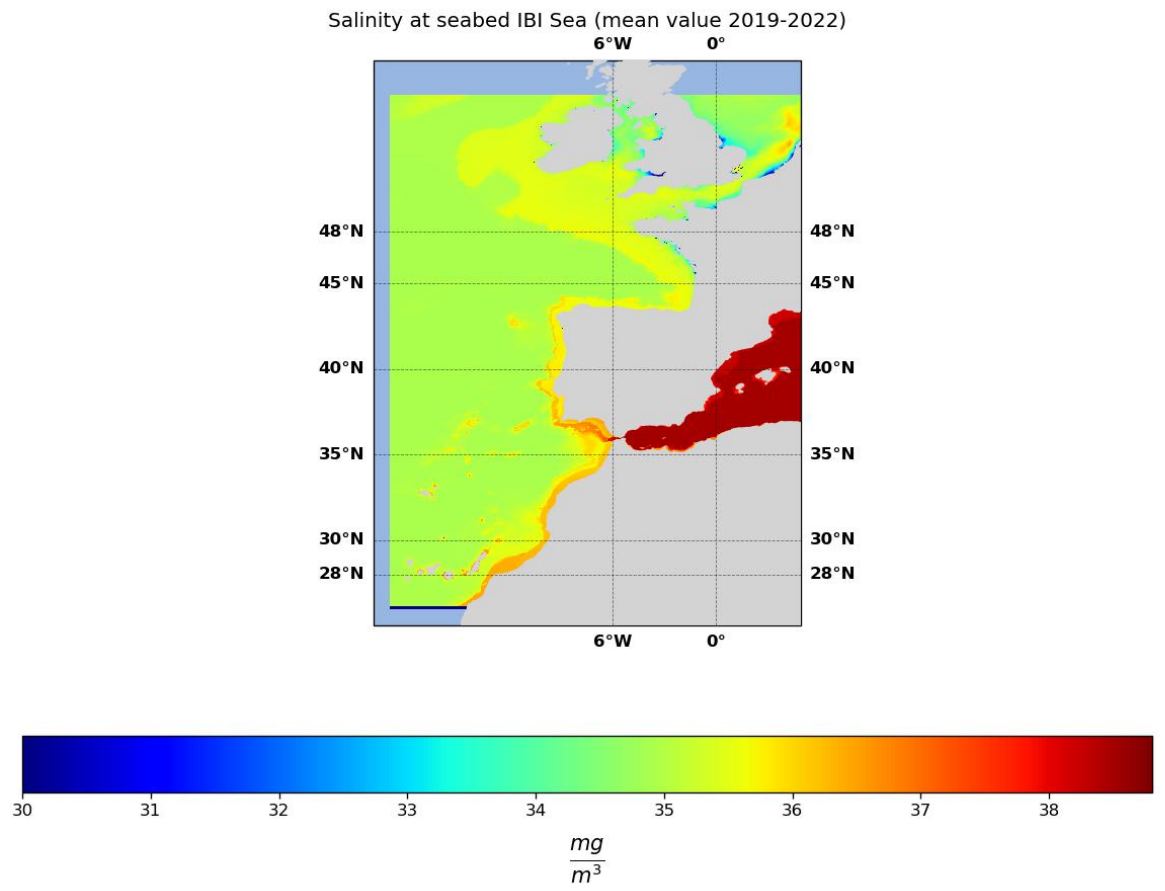 Salinity at seabed IBI Sea (mean value 2019-2022)
6°W 0°
48°N 48°N
45°N 45°N
40°N 40°N
35°N 35°N
30°N 30°N
28°N 28°N
6°W 0°
30 31 32 33 34 35 36 37 38
mg
m³